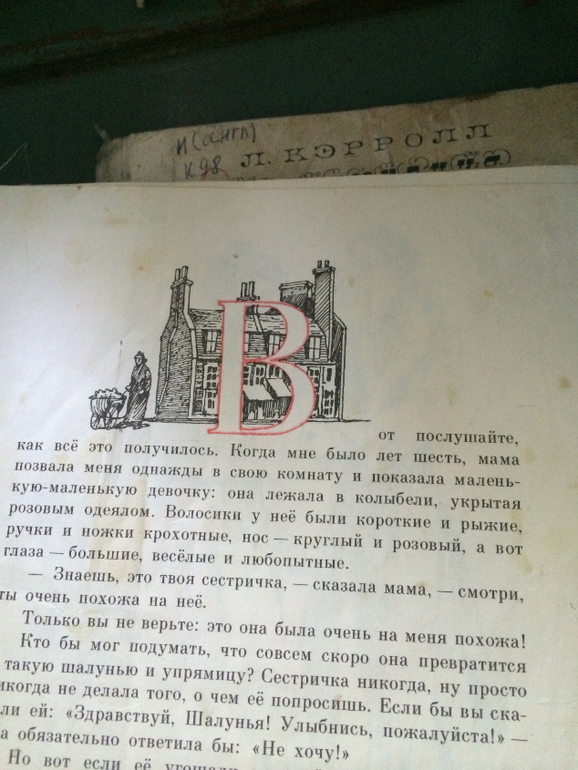 И(англ)
К98
Л. КЭРРОЛЛ
Вот послушайте,
как всё это получилось. Когда мне было лет шесть, мама
позвала меня однажды в свою комнату и показала малень-
кую-маленькую девочку: она лежала в колыбели, укрытая
розовым одеялом. Волосики у неё были короткие и рыжие,
ручки и ножки крохотные, нос — круглый и розовый, а вот
глаза — большие, весёлые и любопытные.
— Знаешь, это твоя сестричка, — сказала мама, — смотри,
ты очень похожа на неё.
Только вы не верьте: это она была очень на меня похожа!
Кто бы мог подумать, что совсем скоро она превратится
такую шалунью и упрямицу? Сестричка никогда, ну просто
икогда не делала того, о чем её попросишь. Если бы вы ска-
ли ей: «Здравствуй, Шалунья! Улыбнись, пожалуйста!» —
а обязательно ответила бы: «Не хочу!»
Но вот если её